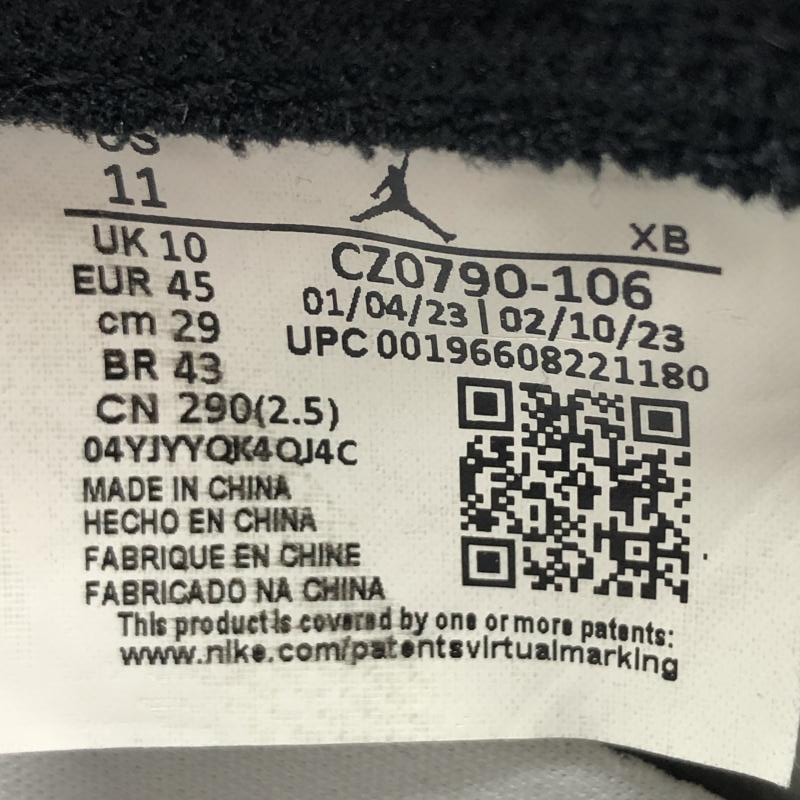 US
11
XB
UK 10
EUR 45
cm 29
BR 43
CN 290(2.5)
CZ0790-106
01/04/23 | 02/10/23
UPC 00196608221180
04YJYYQK4QJ4C
MADE IN CHINA
HECHO EN CHINA
FABRIQUE EN CHINE
FABRICADO NA CHINA
This product is covered by one or more patents:
www.nike.com/patentsvirtualmarking